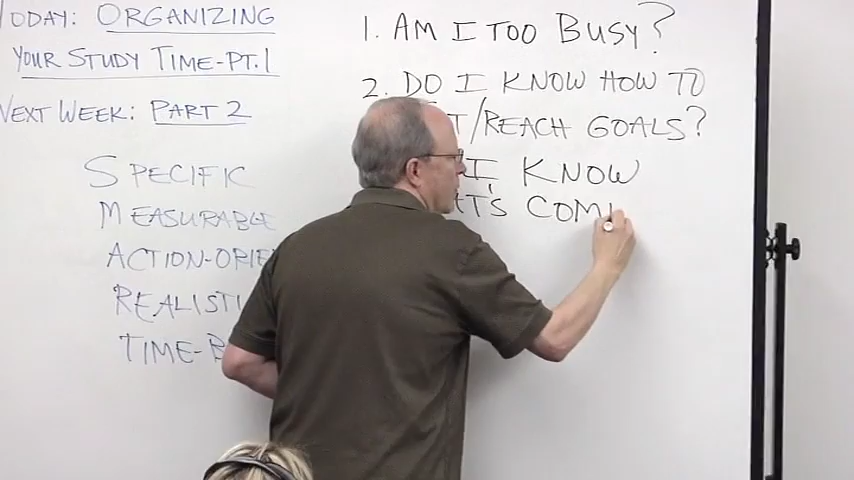 TODAY: ORGANIZING
YOUR STUDY TIME-PT.1
NEXT WEEK: PART 2
SPECIFIC
MEASURABLE
ACTION-ORIE
REALISTI
TIME-B
1. AM I TOO BUSY?
2. DO I KNOW HOW TO
T/REACH GOALS?
I KNOW
T'S COMI